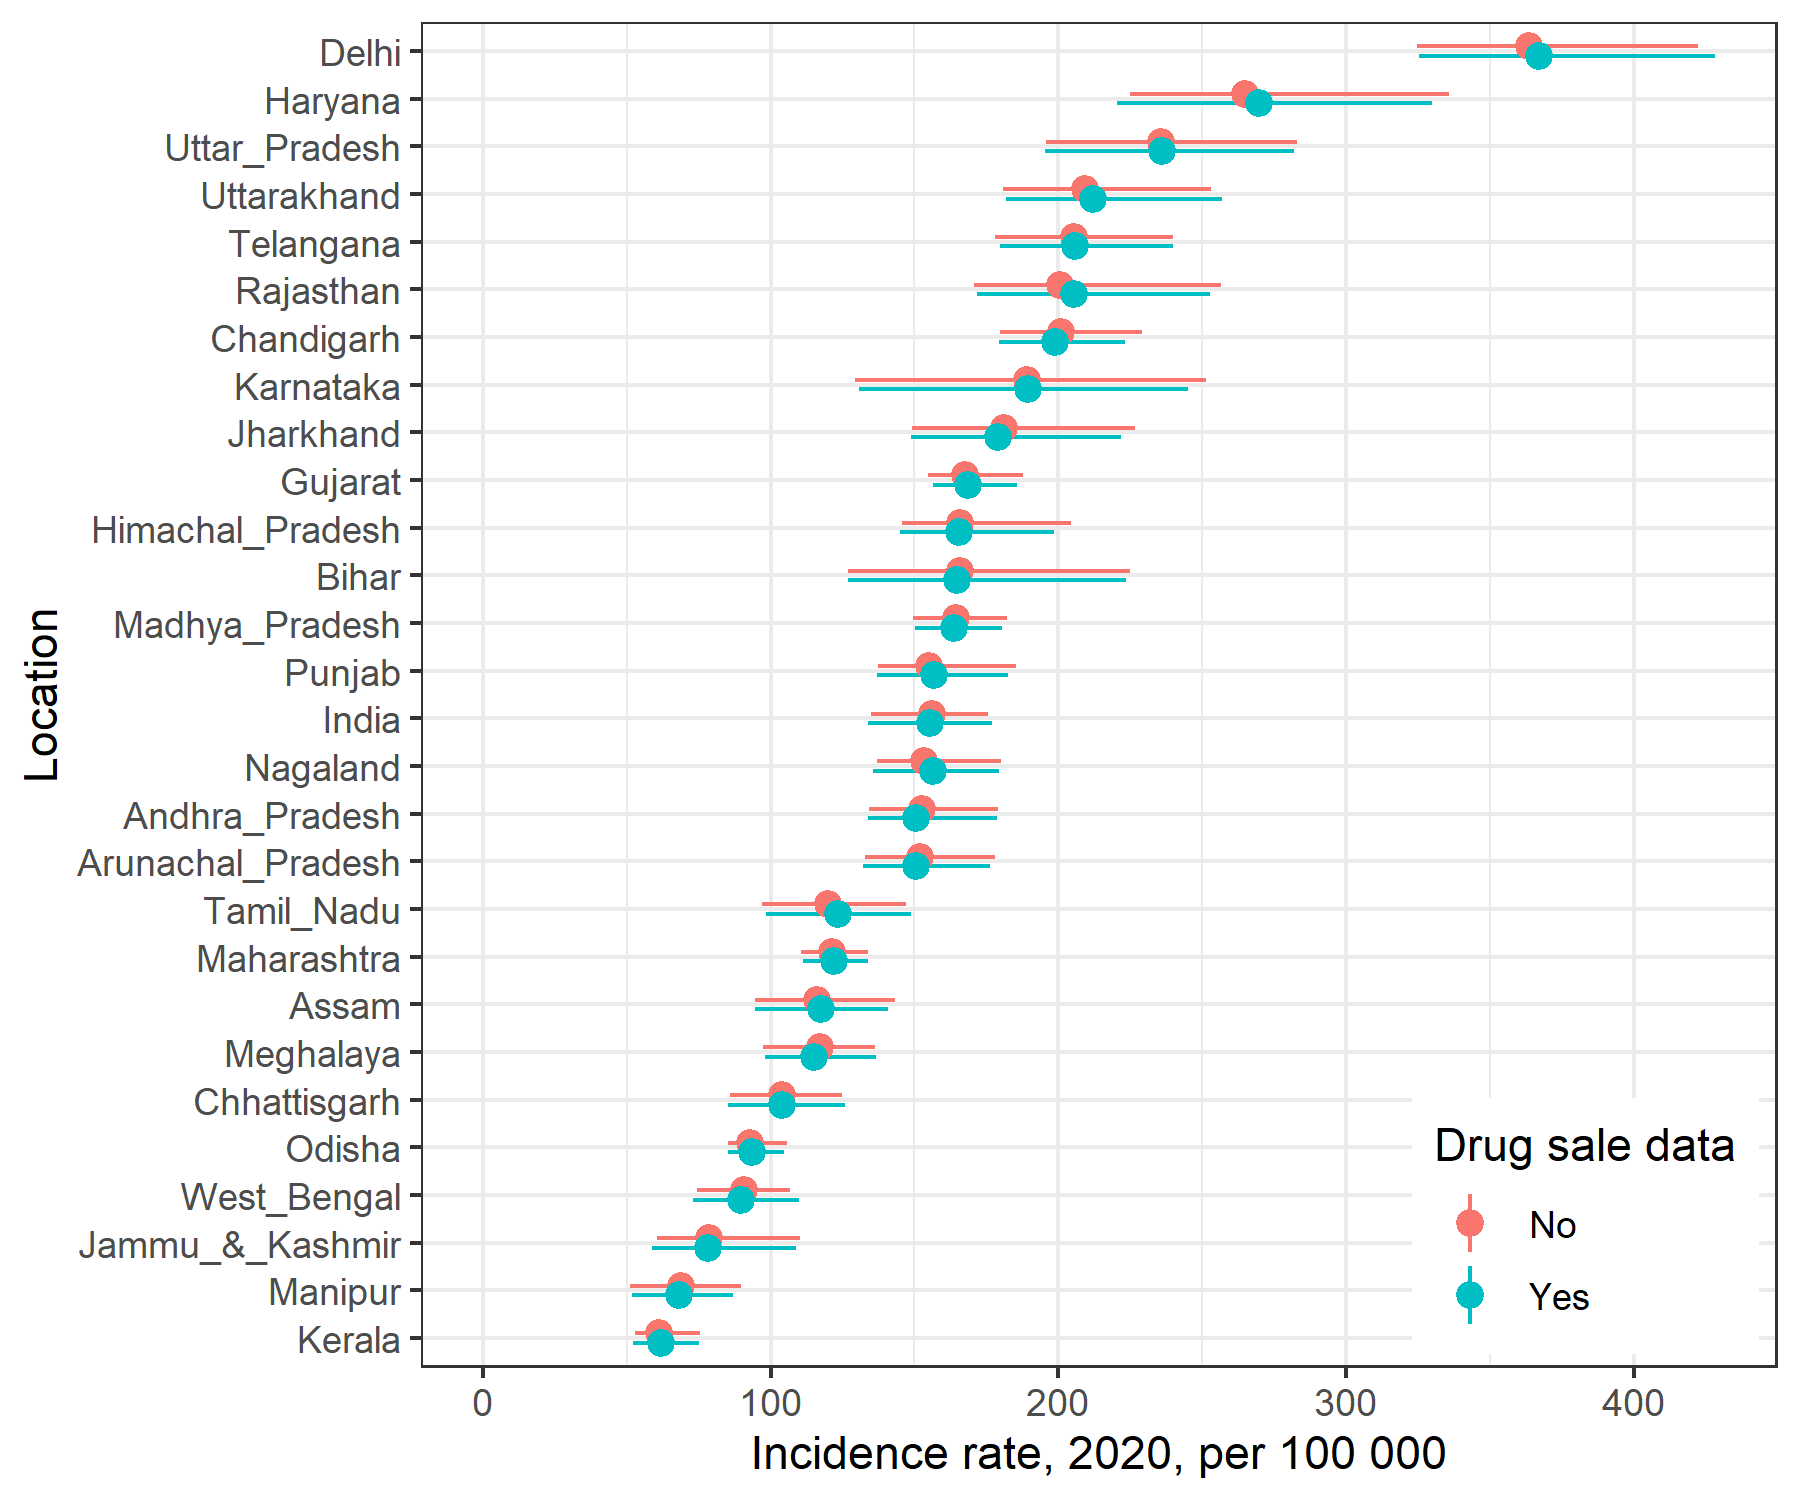 Delhi
Haryana
Uttar_Pradesh
Uttarakhand
Telangana
Rajasthan
Chandigarh
Karnataka
Jharkhand
Gujarat
Himachal_Pradesh
Bihar
Madhya_Pradesh
Punjab
India
Nagaland
Andhra_Pradesh
Arunachal_Pradesh
Tamil_Nadu
Maharashtra
Assam
Meghalaya
Chhattisgarh
Odisha
West_Bengal
Jammu_&_Kashmir
Manipur
Kerala
Location
Drug sale data
No
Yes
0 100 200 300 400
Incidence rate, 2020, per 100 000